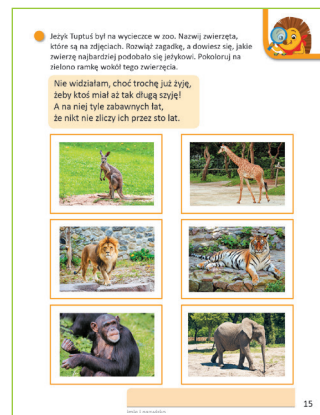 Jeżyk Tuptuś był na wycieczce w zoo. Nazwij zwierzęta,
które są na zdjęciach. Rozwiąż zagadkę, a dowiesz się, jakie
zwierzę najbardziej podobało się jeżykowi. Pokoloruj na
zielono ramkę wokół tego zwierzęcia.
Nie widziałam, choć trochę już żyję,
żeby ktoś miał aż tak długą szyję!
A na niej tyle zabawnych łat,
że nikt nie zliczy ich przez sto lat.
15